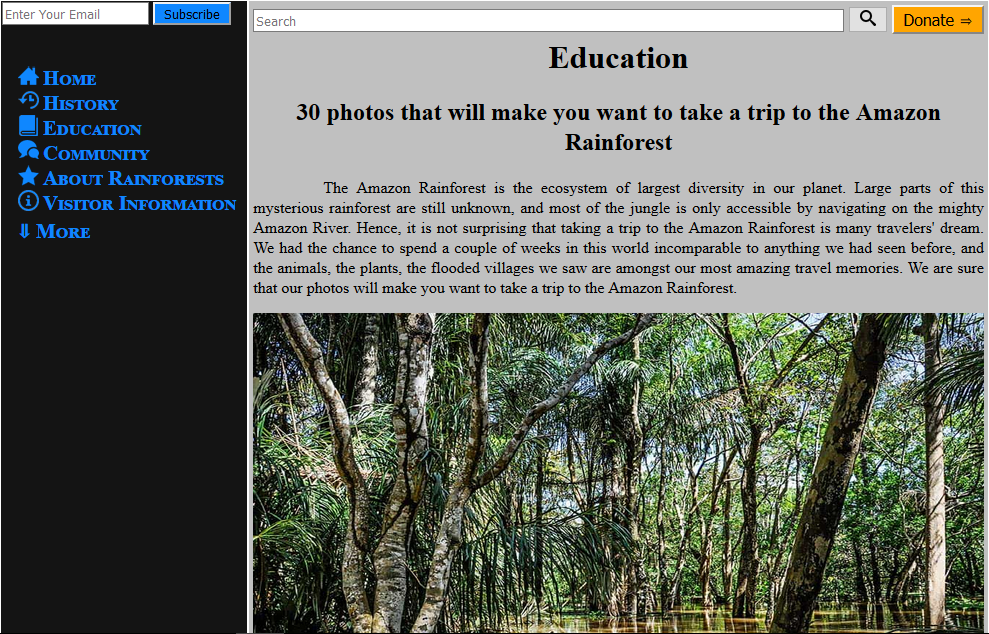 Enter Your Email Subscribe
Home
History
Education
Community
About Rainforests
Visitor Information
⇓ More
Search Donate ⇒
Education
30 photos that will make you want to take a trip to the Amazon
Rainforest
The Amazon Rainforest is the ecosystem of largest diversity in our planet. Large parts of this
mysterious rainforest are still unknown, and most of the jungle is only accessible by navigating on the mighty
Amazon River. Hence, it is not surprising that taking a trip to the Amazon Rainforest is many travelers' dream.
We had the chance to spend a couple of weeks in this world incomparable to anything we had seen before, and
the animals, the plants, the flooded villages we saw are amongst our most amazing travel memories. We are sure
that our photos will make you want to take a trip to the Amazon Rainforest.